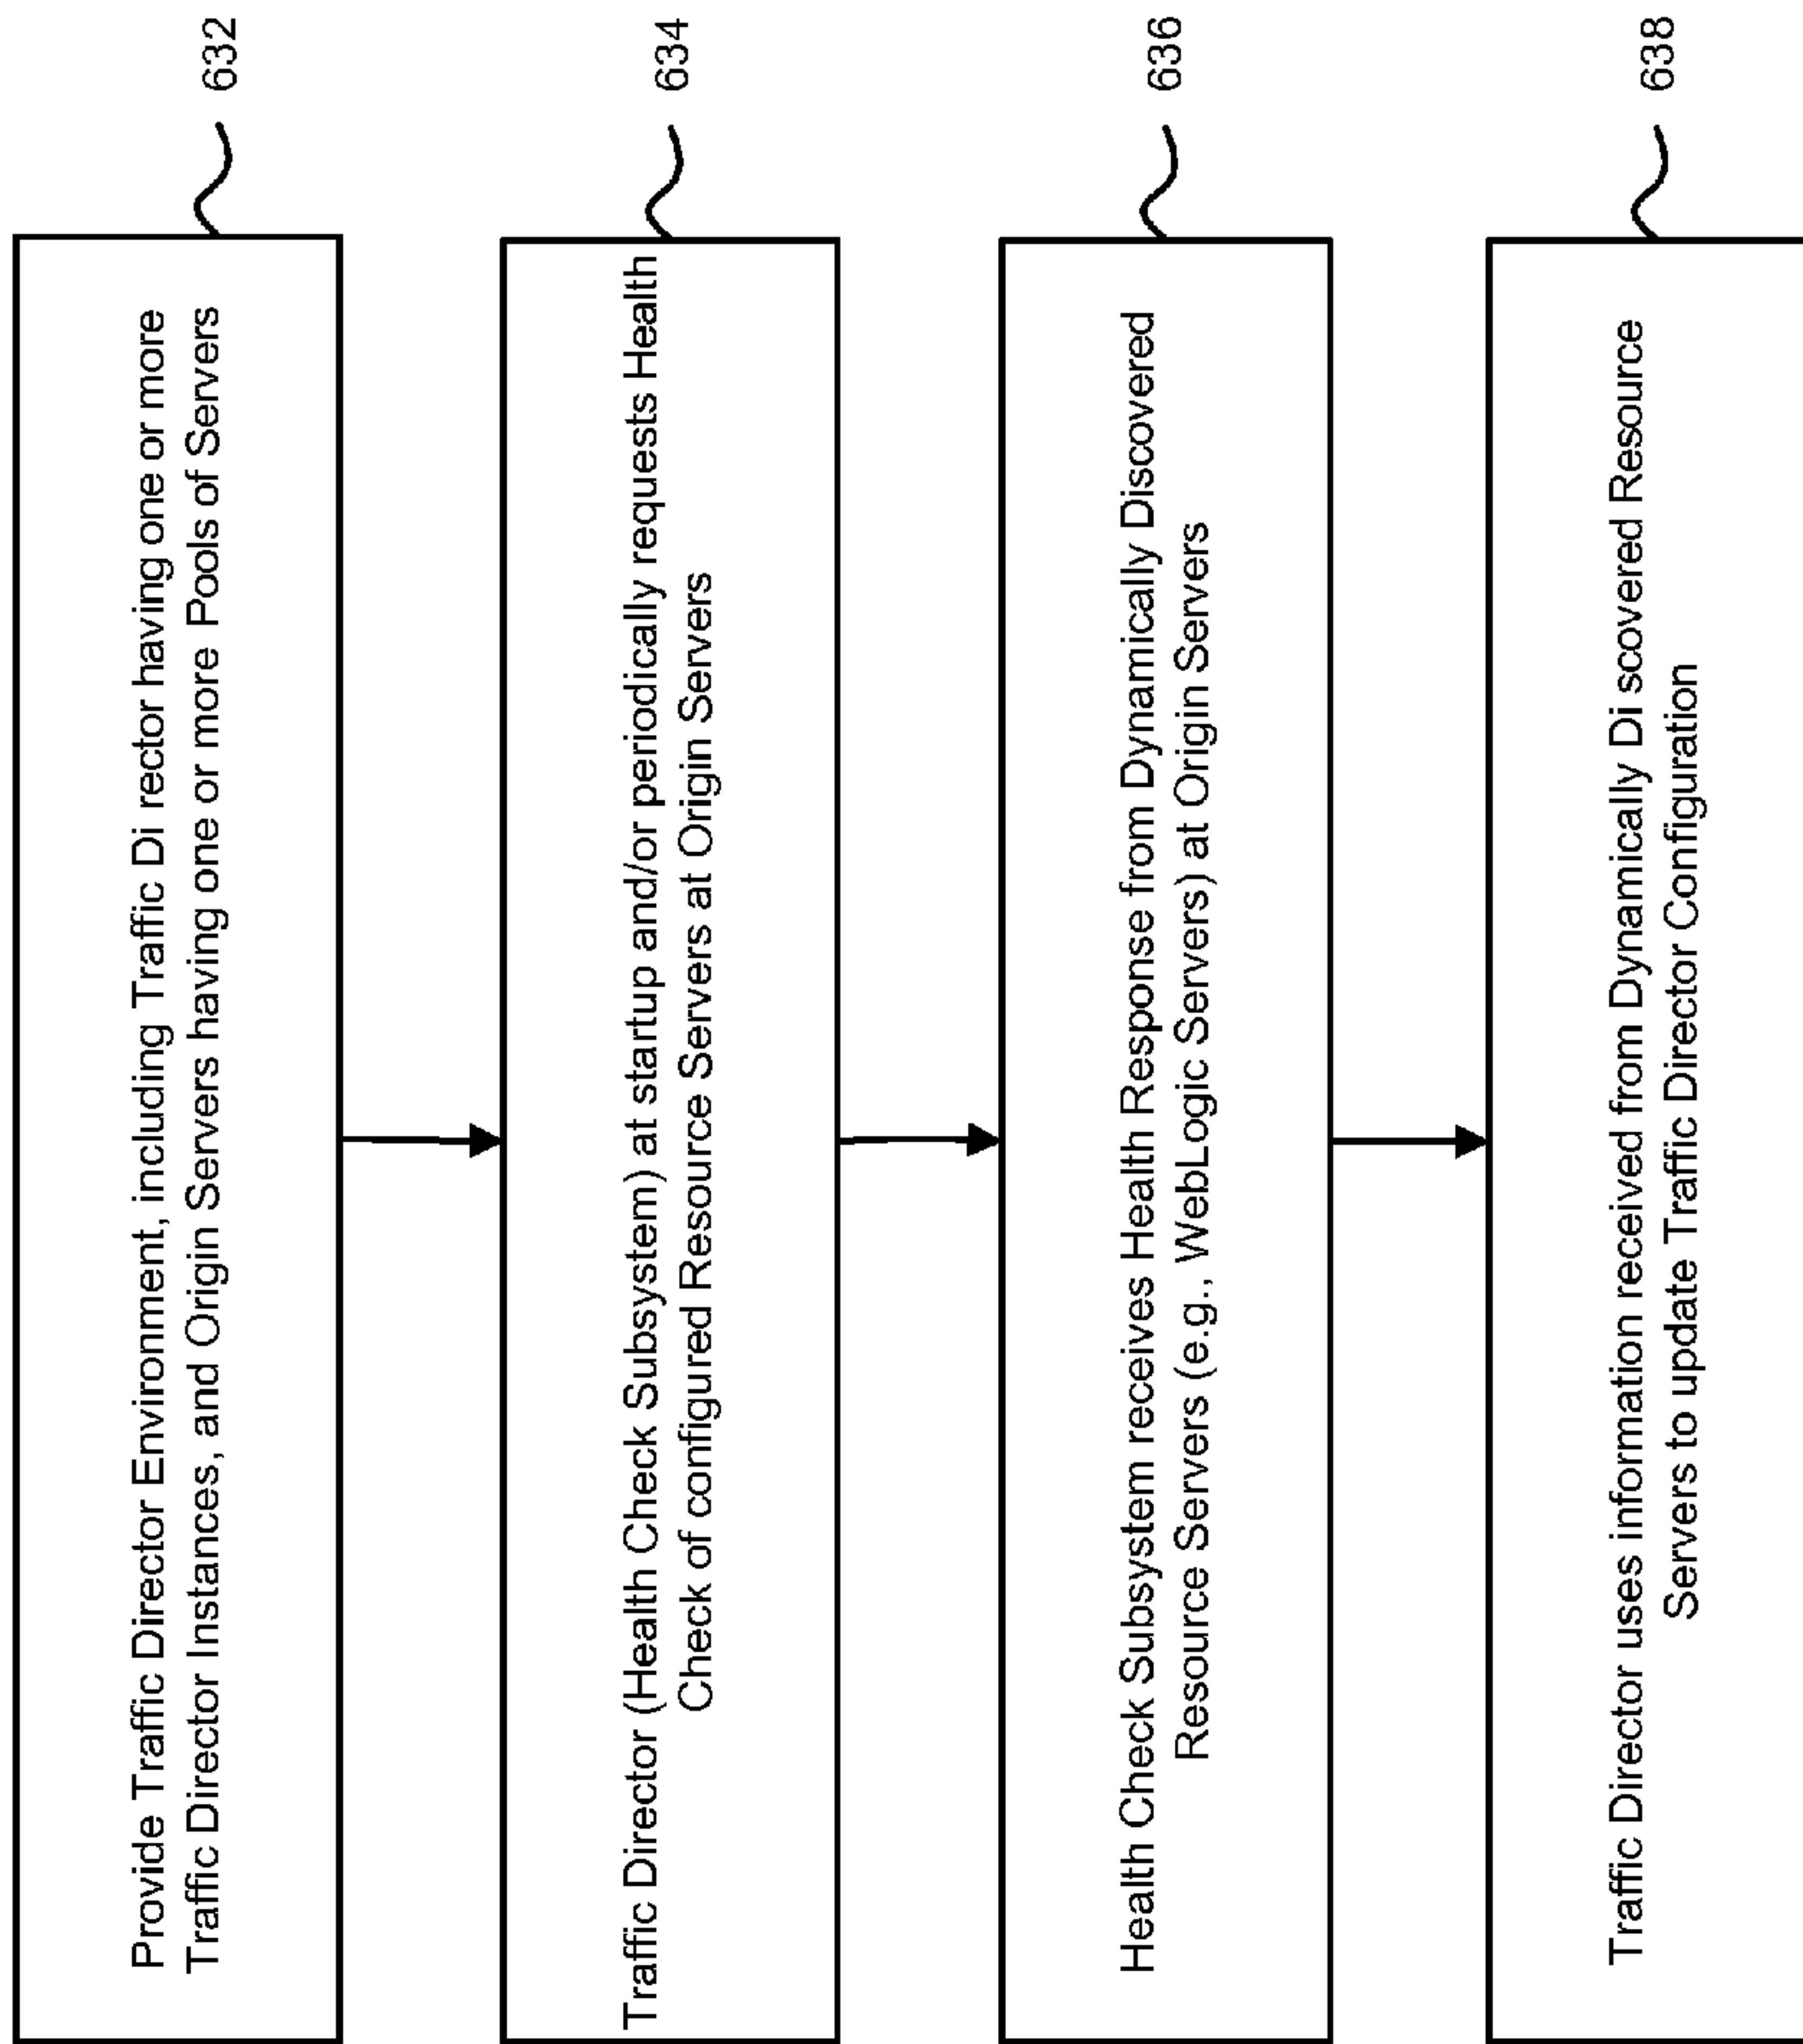 Provide Traffic Director Environment, including Traffic Di rector having one or more
Traffic Director Instances, and Origin Servers having one or more Pools of Servers
632
Traffic Director (Health Check Subsystem) at startup and/or periodically requests Health
Check of configured Resource Servers at Origin Servers
634
Health Check Subsystem receives Health Response from Dynamically Discovered
Resource Servers (e.g., WebLogic Servers) at Origin Servers
636
Traffic Director uses information received from Dynamically Di scovered Resource
Servers to update Traffic Director Configuration
638